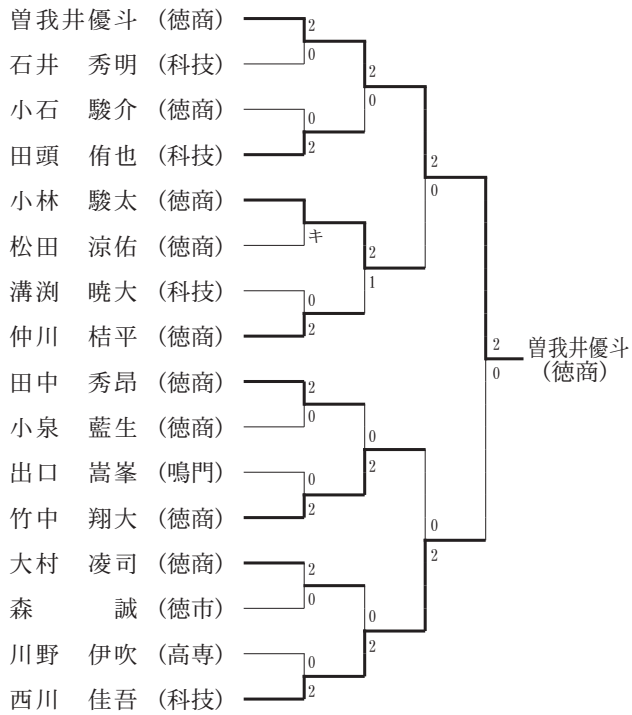 曽我井優斗 (徳商)
石井 秀明 (科技)
小石 駿介 (徳商)
田頭 侑也 (科技)
小林 駿太 (徳商)
松田 涼佑 (徳商)
溝渕 暁大 (科技)
仲川 桔平 (徳商)
田中 秀昂 (徳商)
小泉 藍生 (徳商)
出口 嵩峯 (鳴門)
竹中 翔大 (徳商)
大村 凌司 (徳商)
森 誠 (徳市)
川野 伊吹 (高専)
西川 佳吾 (科技)
2
0
0
2
キ
0
2
2
0
0
2
2
0
0
2
2
0
2
1
0
2
0
2
2
0
0
2
2
0
曽我井優斗
(徳商)